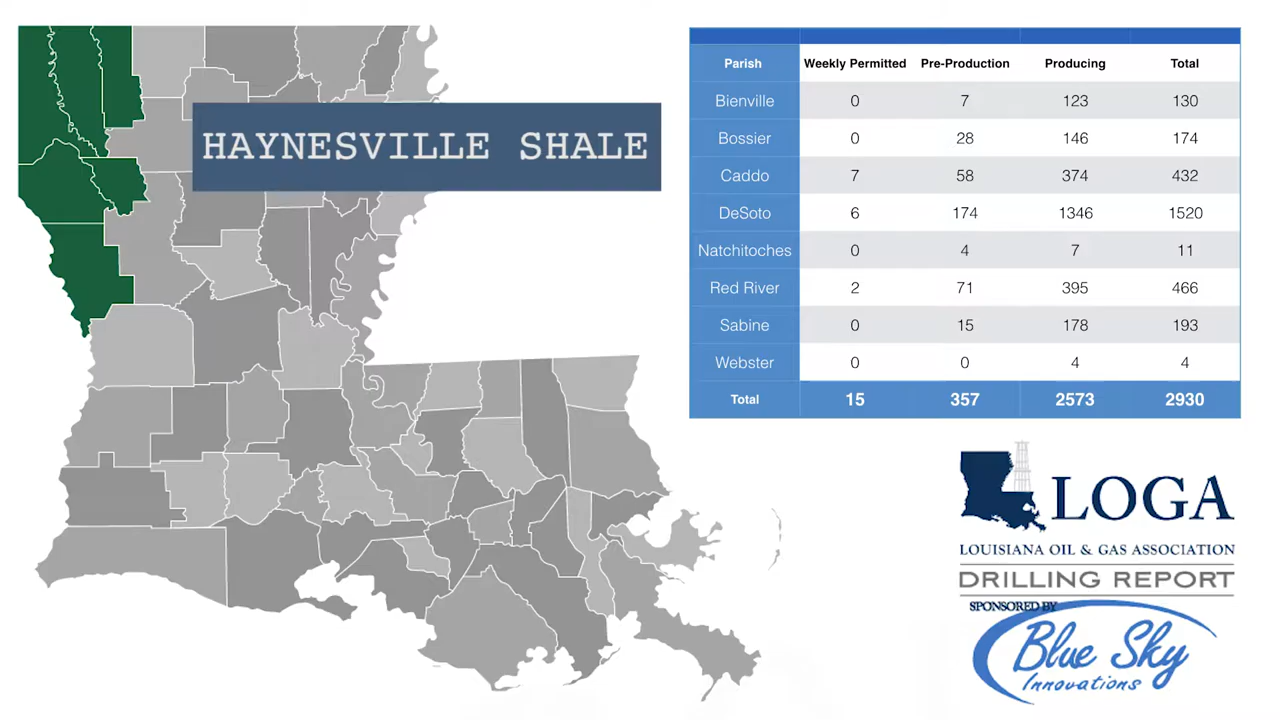 HAYNESVILLE SHALE
Parish Weekly Permitted Pre-Production Producing Total
Bienville 0 7 123 130
Bossier 0 28 146 174
Caddo 7 58 374 432
DeSoto 6 174 1346 1520
Natchitoches 0 4 7 11
Red River 2 71 395 466
Sabine 0 15 178 193
Webster 0 0 4 4
Total 15 357 2573 2930
LOGA
LOUISIANA OIL & GAS ASSOCIATION
DRILLING REPORT
SPONSORED BY
Blue Sky
Innovations